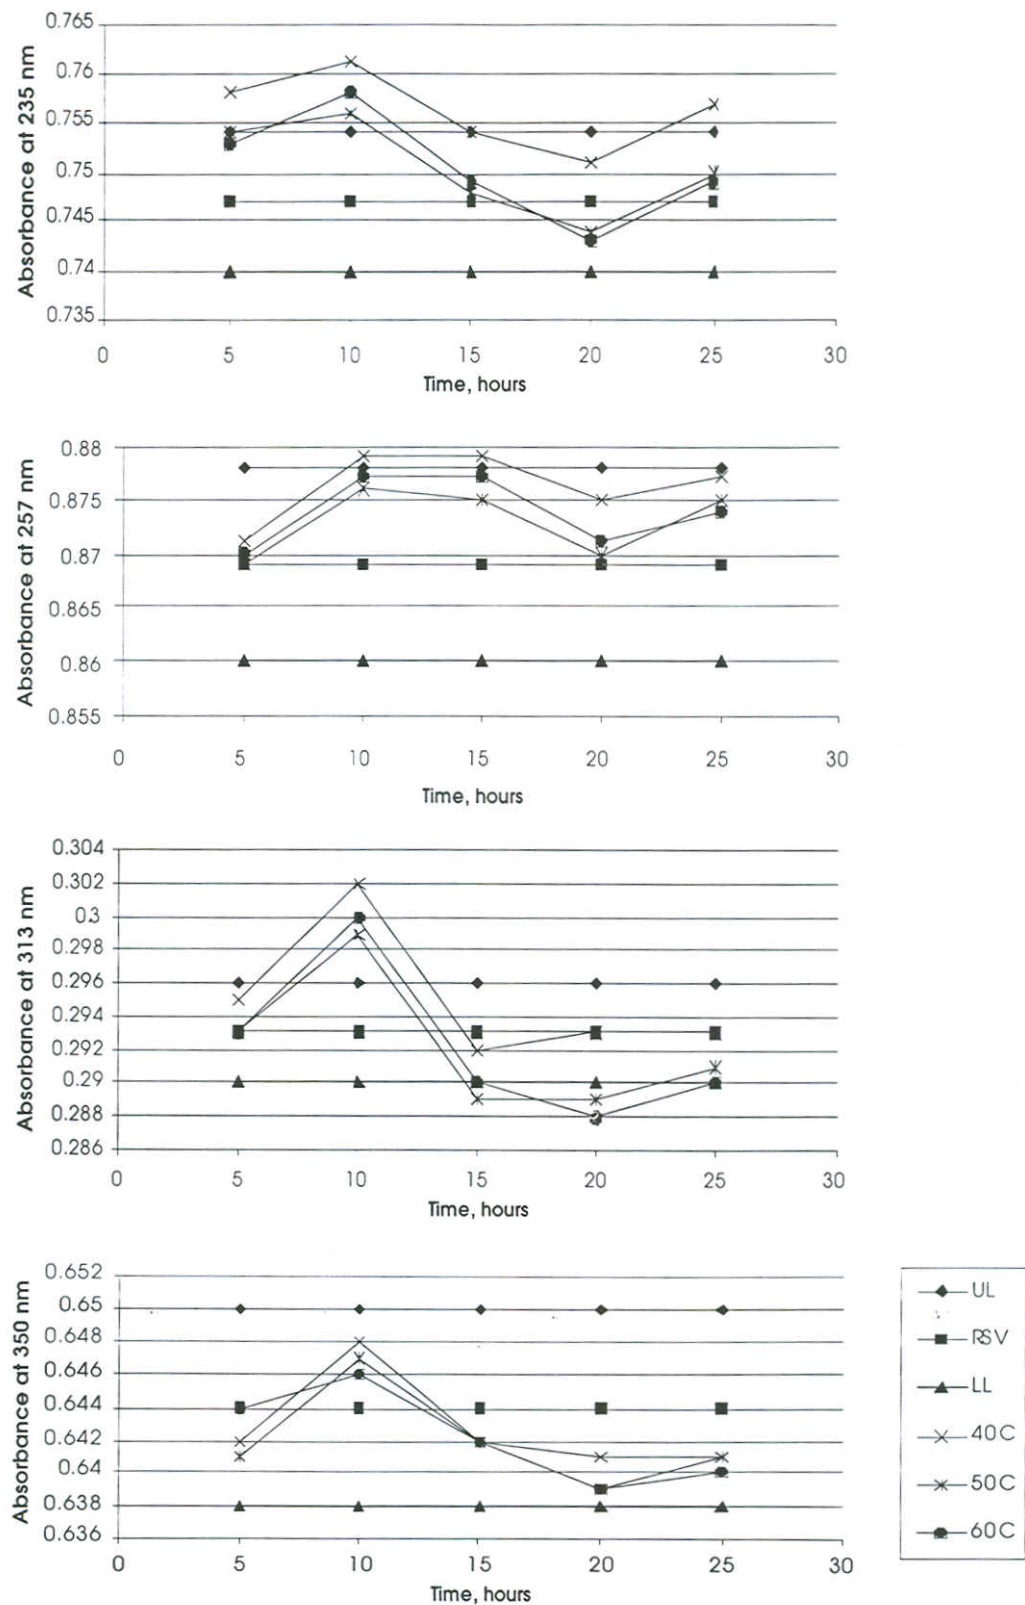 0.765
0.76
0.755
0.75
0.745
0.74
0.735
Absorbance at 235 nm
0 5 10 15 20 25 30
Time, hours
0.88
0.875
0.87
0.865
0.86
0.855
Absorbance at 257 nm
0 5 10 15 20 25 30
Time, hours
0.304
0.302
0.3
0.298
0.296
0.294
0.292
0.29
0.288
0.286
Absorbance at 313 nm
0 5 10 15 20 25 30
Time, hours
0.652
0.65
0.648
0.646
0.644
0.642
0.64
0.638
0.636
Absorbance at 350 nm
0 5 10 15 20 25 30
Time, hours
UL
RSV
LL
40C
50C
60C